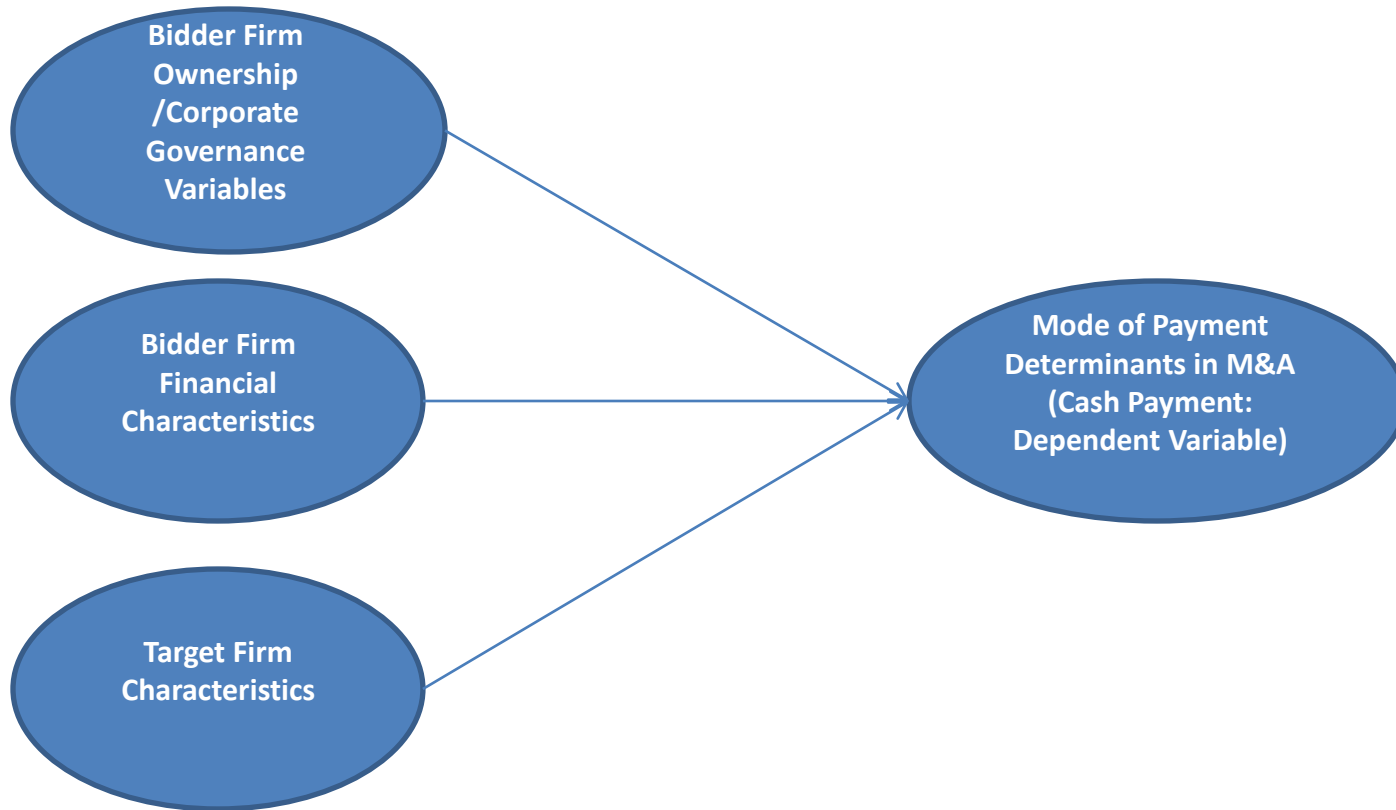 Bidder Firm
Ownership
/Corporate
Governance
Variables
Bidder Firm
Financial
Characteristics
Target Firm
Characteristics
Mode of Payment
Determinants in M&A
(Cash Payment:
Dependent Variable)